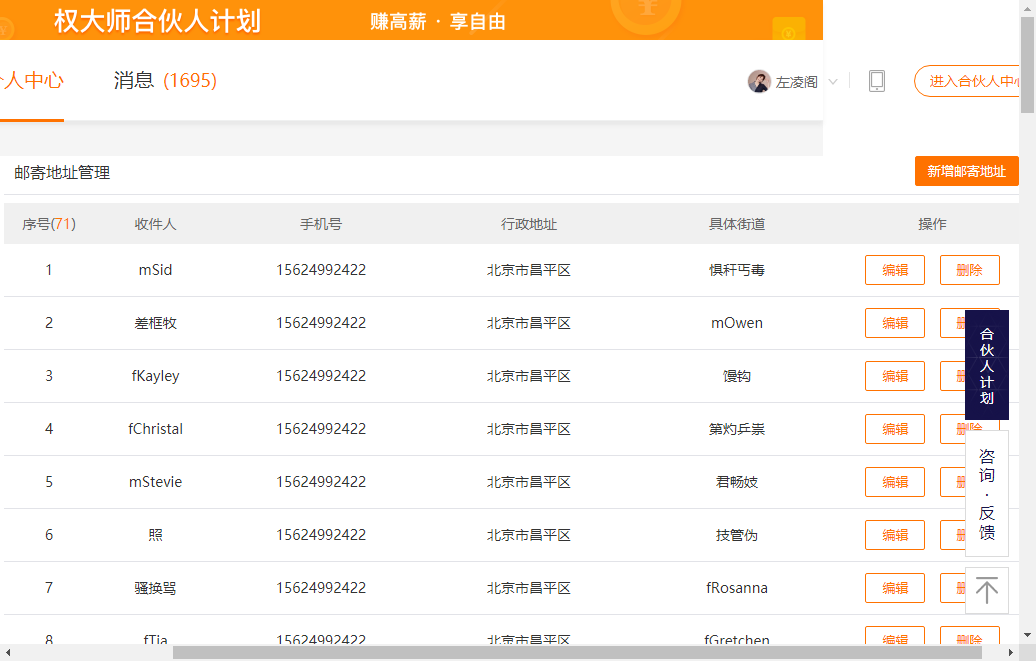 权大师合伙人计划 赚高薪 · 享自由
人中心 消息 (1695) 左凌阁 进入合伙人中心
邮寄地址管理 新增邮寄地址
序号(71) 收件人 手机号 行政地址 具体街道 操作
1 mSid 15624992422 北京市昌平区 惧秆丐毒 编辑 删除
2 差框牧 15624992422 北京市昌平区 mOwen 编辑 删
3 fKayley 15624992422 北京市昌平区 馒钩 编辑 删
4 fChristal 15624992422 北京市昌平区 第灼乒祟 编辑 删除
5 mStevie 15624992422 北京市昌平区 君畅妓 编辑 删
6 照 15624992422 北京市昌平区 技管伪 编辑 删
7 骚换骂 15624992422 北京市昌平区 fRosanna 编辑 删
8 fTia 15624992422 北京市昌平区 fGretchen 编辑 删除
合伙人计划
咨询·反馈